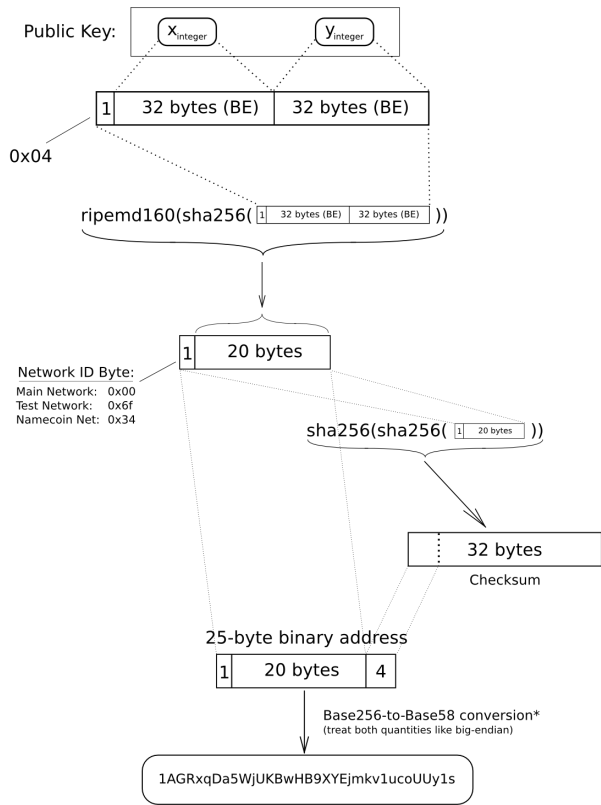 Public Key:
x integer
y integer
1 32 bytes (BE) 32 bytes (BE)
0x04
ripemd160(sha256( 1 32 bytes (BE) 32 bytes (BE) ))
1 20 bytes
Network ID Byte:
Main Network: 0x00
Test Network: 0x6f
Namecoin Net: 0x34
sha256(sha256( 1 20 bytes ))
32 bytes
Checksum
25-byte binary address
1 20 bytes 4
Base256-to-Base58 conversion*
(treat both quantities like big-endian)
1AGRxqDa5WjUKBwHB9XYEjmkv1ucoUUy1s